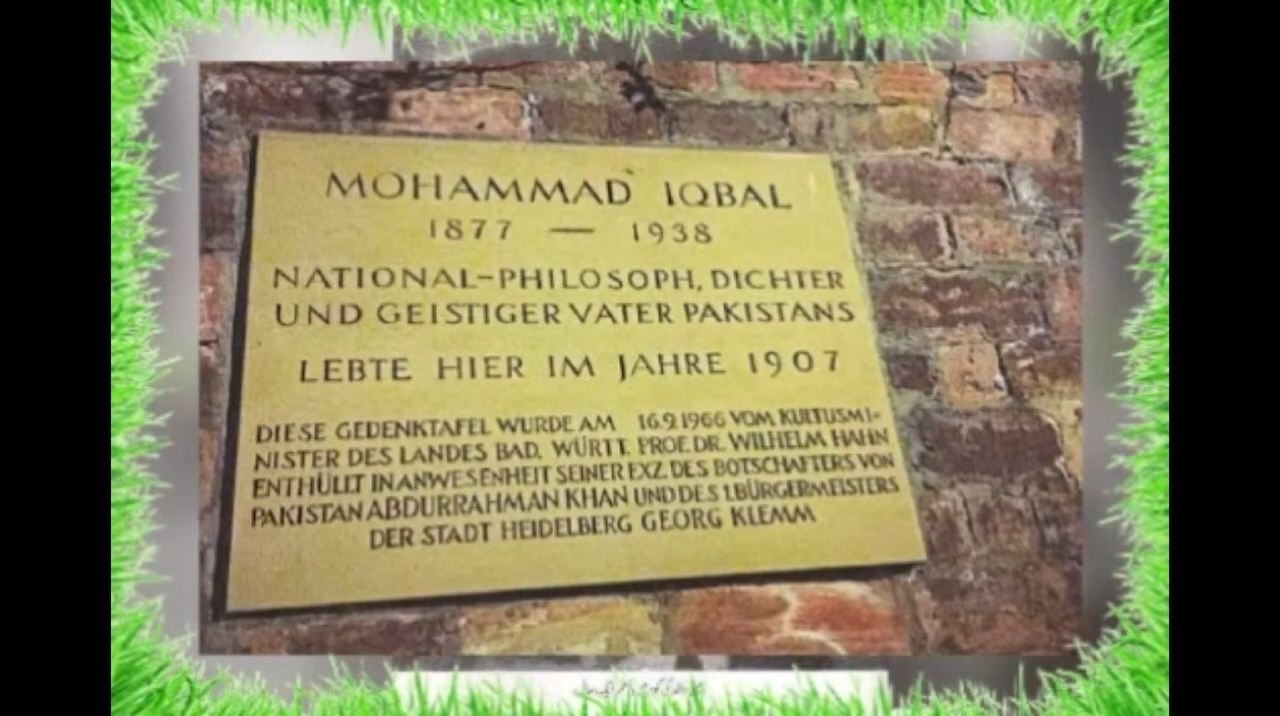 MOHAMMAD IQBAL
1877 — 1938
NATIONAL-PHILOSOPH, DICHTER
UND GEISTIGER VATER PAKISTANS
LEBTE HIER IM JAHRE 1907
DIESE GEDENKTAFEL WURDE AM 16.9.1966 VOM KULTUSMI-
NISTER DES LANDES BAD. WÜRTT. PROF. DR. WILHELM HAHN
ENTHÜLLT IN ANWESENHEIT SEINER EXZ. DES BOTSCHAFTERS VON
PAKISTAN ABDURRAHMAN KHAN UND DES 1. BÜRGERMEISTERS
DER STADT HEIDELBERG GEORG KLEMM